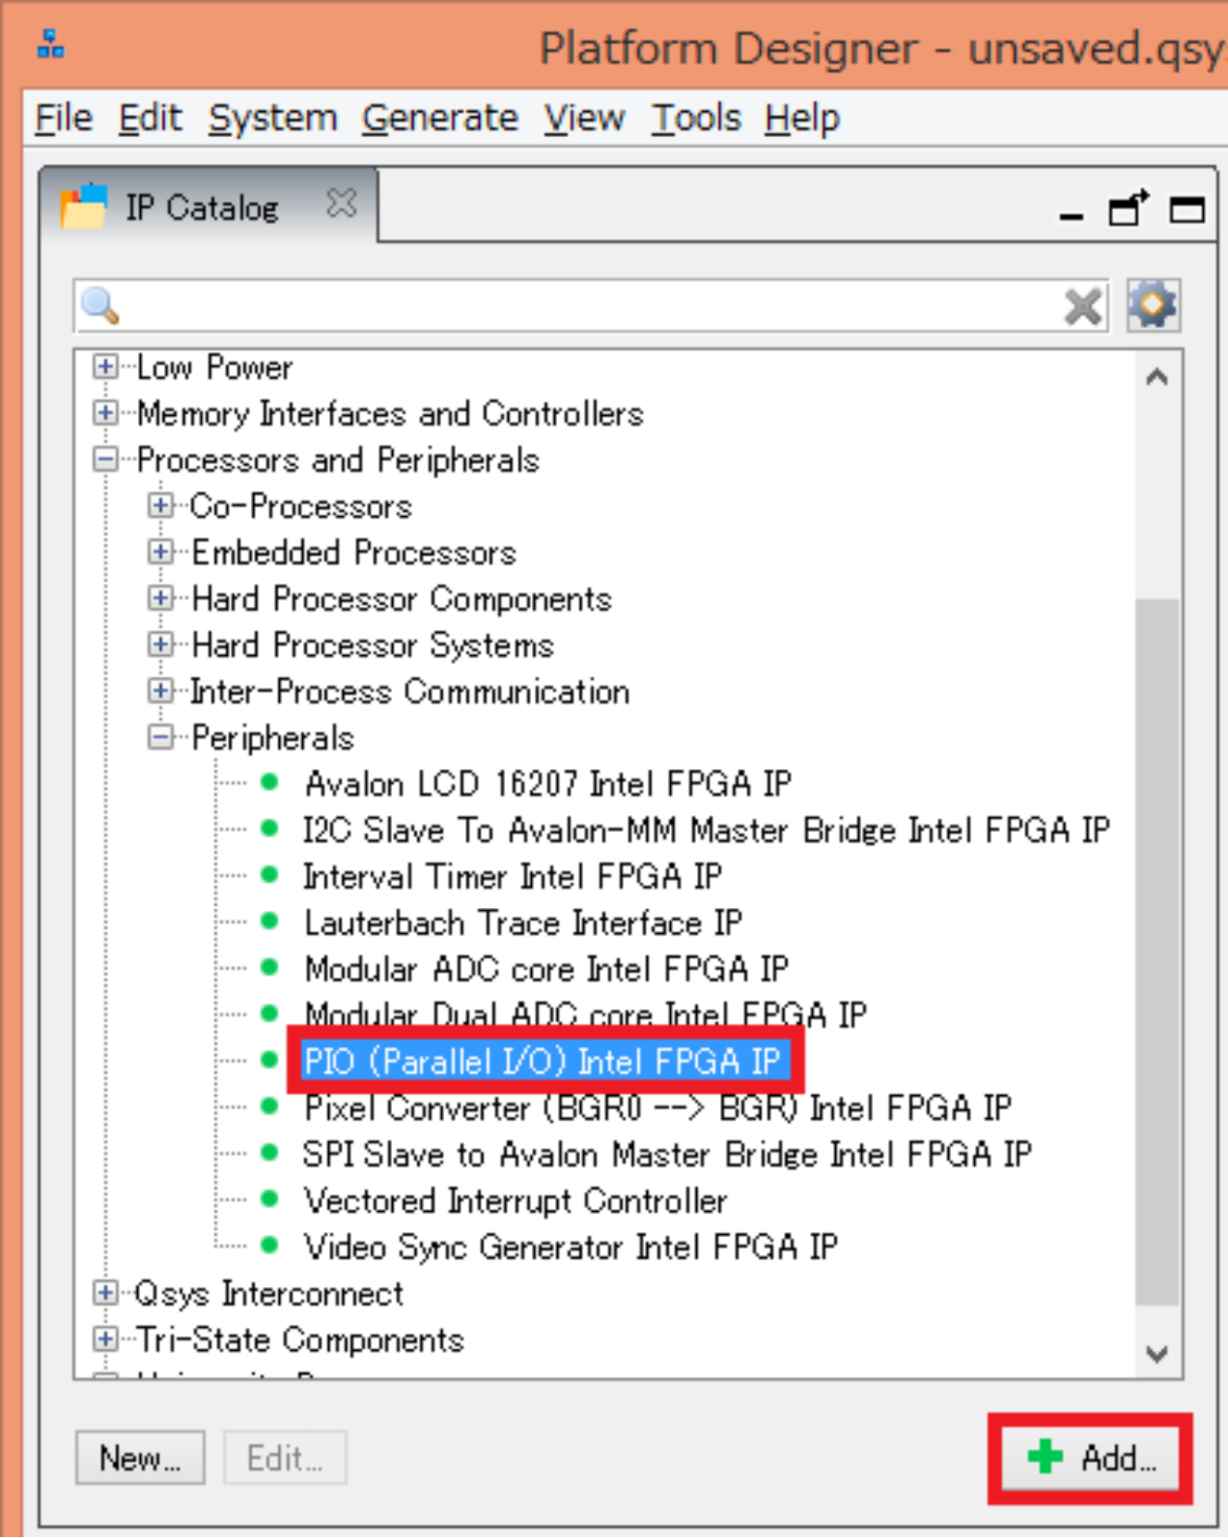 Platform Designer - unsaved.qsy
File Edit System Generate View Tools Help
IP Catalog
Low Power
Memory Interfaces and Controllers
Processors and Peripherals
Co-Processors
Embedded Processors
Hard Processor Components
Hard Processor Systems
Inter-Process Communication
Peripherals
Avalon LCD 16207 Intel FPGA IP
I2C Slave To Avalon-MM Master Bridge Intel FPGA IP
Interval Timer Intel FPGA IP
Lauterbach Trace Interface IP
Modular ADC core Intel FPGA IP
Modular Dual ADC core Intel FPGA IP
PIO (Parallel I/O) Intel FPGA IP
Pixel Converter (BGR0 --> BGR) Intel FPGA IP
SPI Slave to Avalon Master Bridge Intel FPGA IP
Vectored Interrupt Controller
Video Sync Generator Intel FPGA IP
Qsys Interconnect
Tri-State Components
New... Edit... Add...